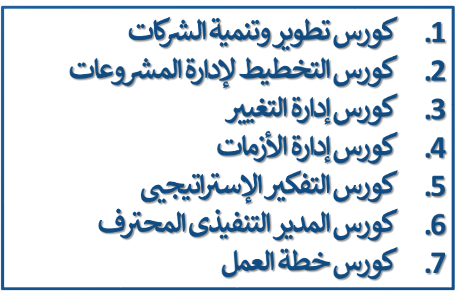 1. كورس تطوير وتنمية الشركات
2. كورس التخطيط لإدارة المشروعات
3. كورس إدارة التغيير
4. كورس إدارة الأزمات
5. كورس التفكير الإستراتيجي
6. كورس المدير التنفيذى المحترف
7. كورس خطة العمل